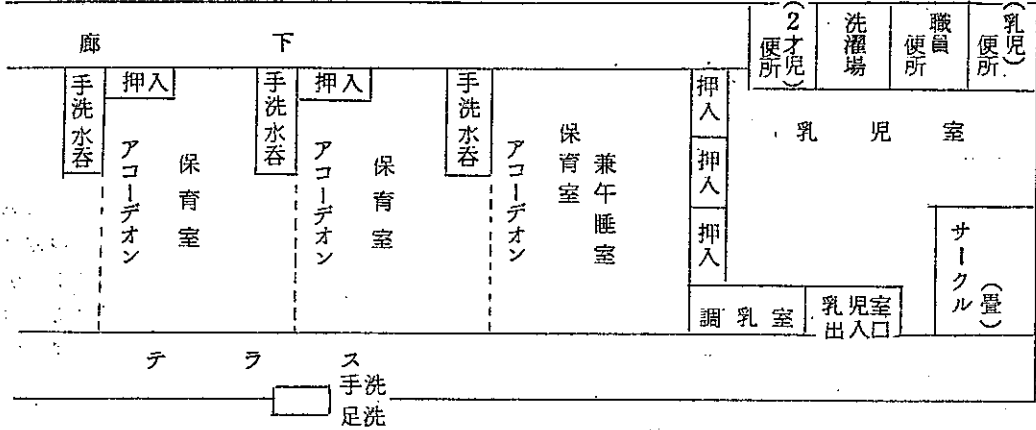 廊下
(2才児)
便所
洗濯場
職員
便所
(乳児)
便所
手洗水呑
押入
手洗水呑
押入
手洗水呑
押入
押入
押入
乳児室
アコーデオン
保育室
アコーデオン
保育室
アコーデオン
保育室
兼午睡室
サークル
(畳)
調乳室
乳児室
出入口
テラス
手洗
足洗